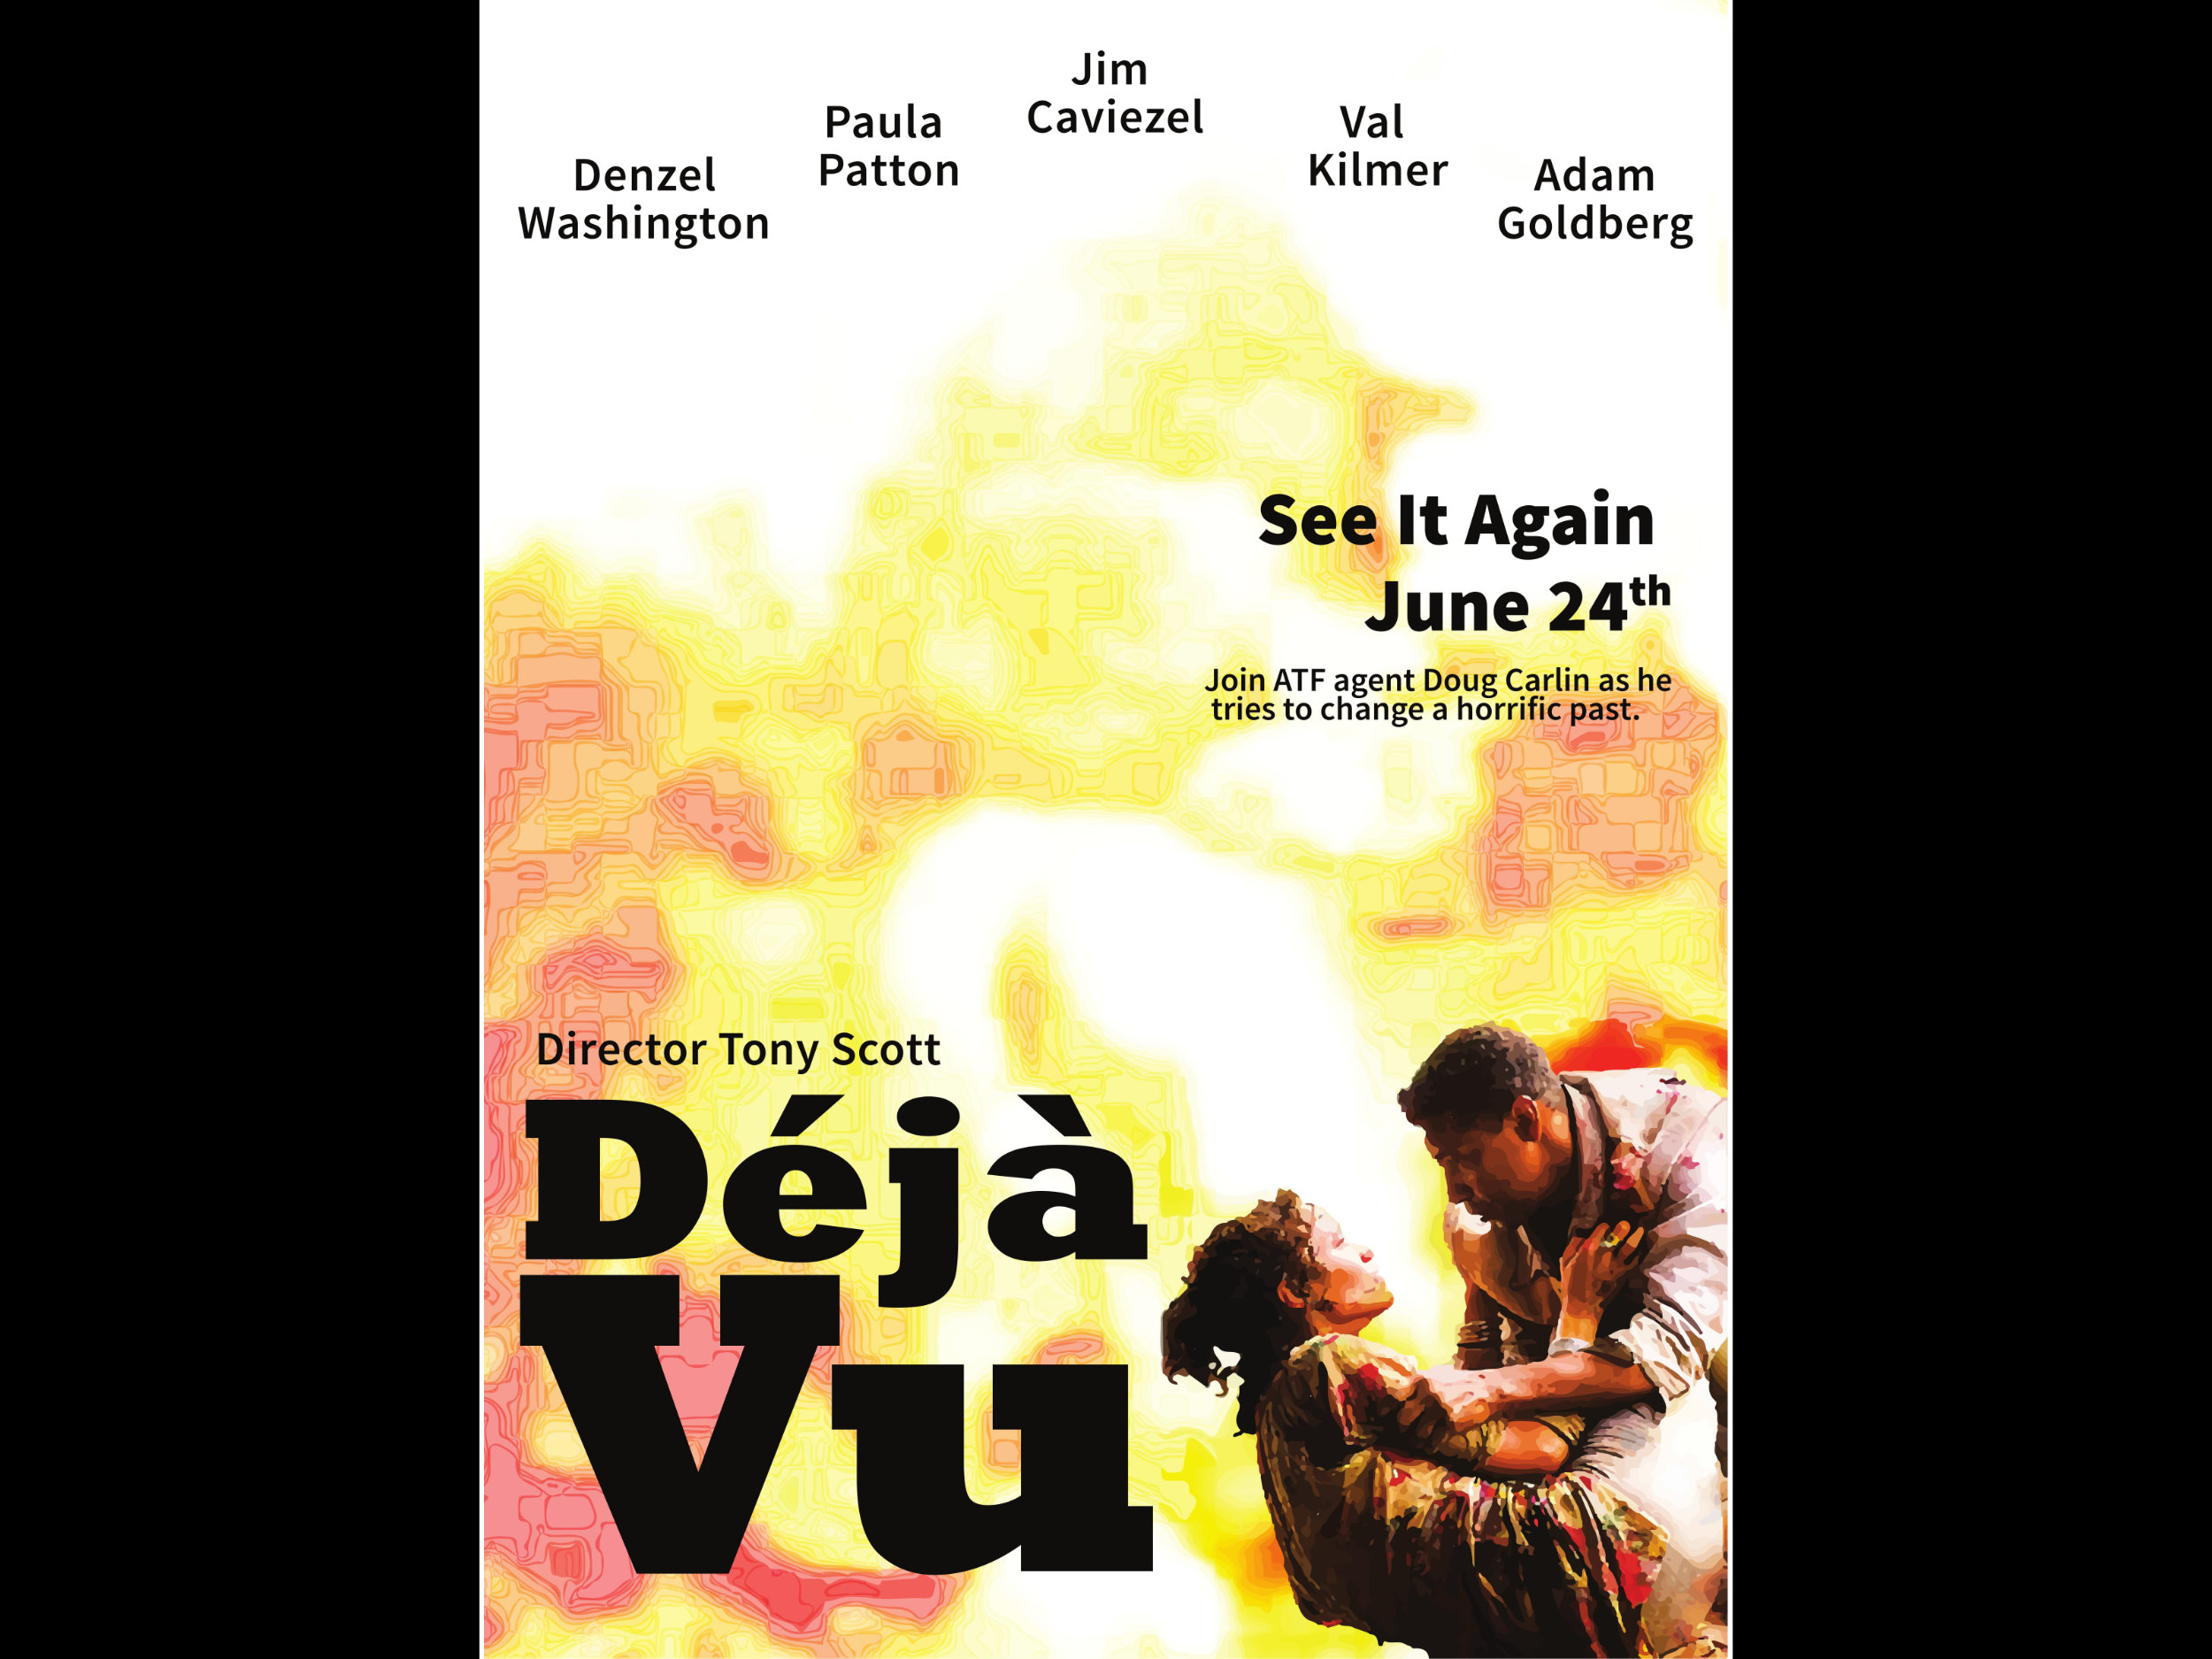 Denzel
Washington
Paula
Patton
Jim
Caviezel
Val
Kilmer
Adam
Goldberg
See It Again
June 24th
Join ATF agent Doug Carlin as he
tries to change a horrific past.
Director Tony Scott
Déjà
Vu